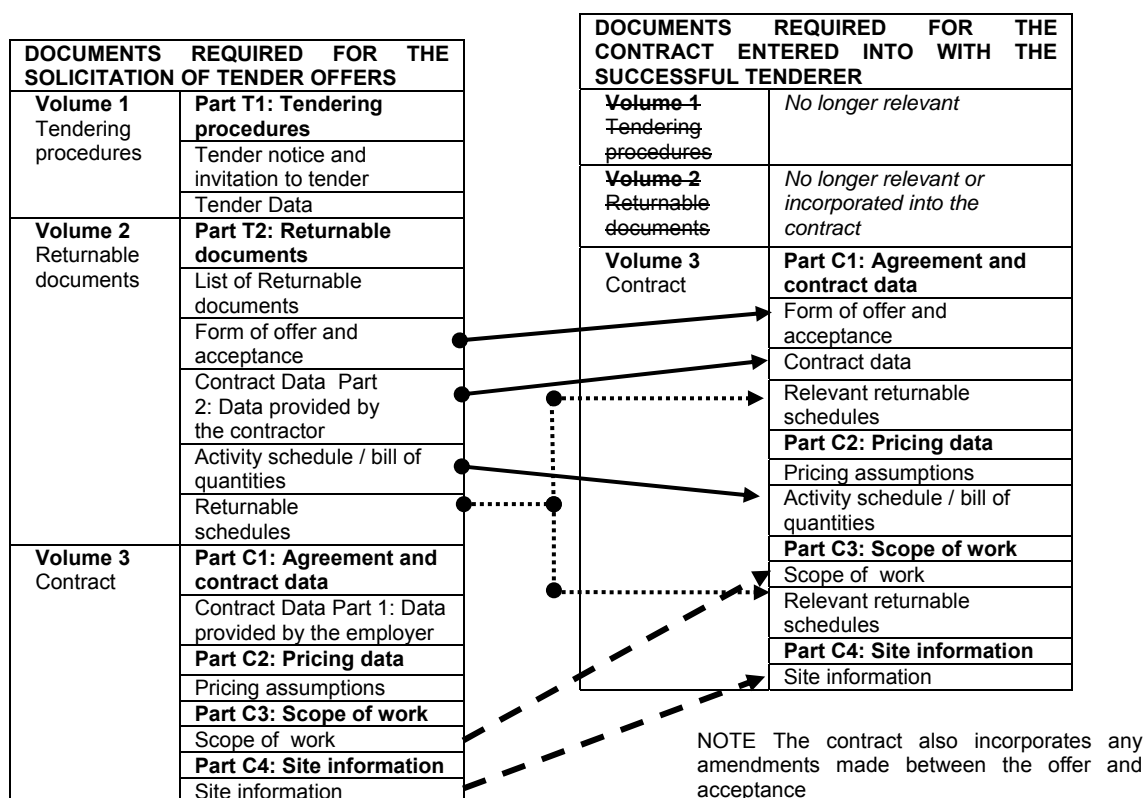 DOCUMENTS REQUIRED FOR THE
SOLICITATION OF TENDER OFFERS
Volume 1
Tendering
procedures
Part T1: Tendering
procedures
Tender notice and
invitation to tender
Tender Data
Volume 2
Returnable
documents
Part T2: Returnable
documents
List of Returnable
documents
Form of offer and
acceptance
Contract Data Part
2: Data provided by
the contractor
Activity schedule / bill of
quantities
Returnable
schedules
Volume 3
Contract
Part C1: Agreement and
contract data
Contract Data Part 1: Data
provided by the employer
Part C2: Pricing data
Pricing assumptions
Part C3: Scope of work
Scope of work
Part C4: Site information
Site information
DOCUMENTS REQUIRED FOR THE
CONTRACT ENTERED INTO WITH THE
SUCCESSFUL TENDERER
Volume 1
Tendering
procedures
No longer relevant
Volume 2
Returnable
documents
No longer relevant or
incorporated into the
contract
Volume 3
Contract
Part C1: Agreement and
contract data
Form of offer and
acceptance
Contract data
Relevant returnable
schedules
Part C2: Pricing data
Pricing assumptions
Activity schedule / bill of
quantities
Part C3: Scope of work
Scope of work
Relevant returnable
schedules
Part C4: Site information
Site information
NOTE The contract also incorporates any
amendments made between the offer and
acceptance